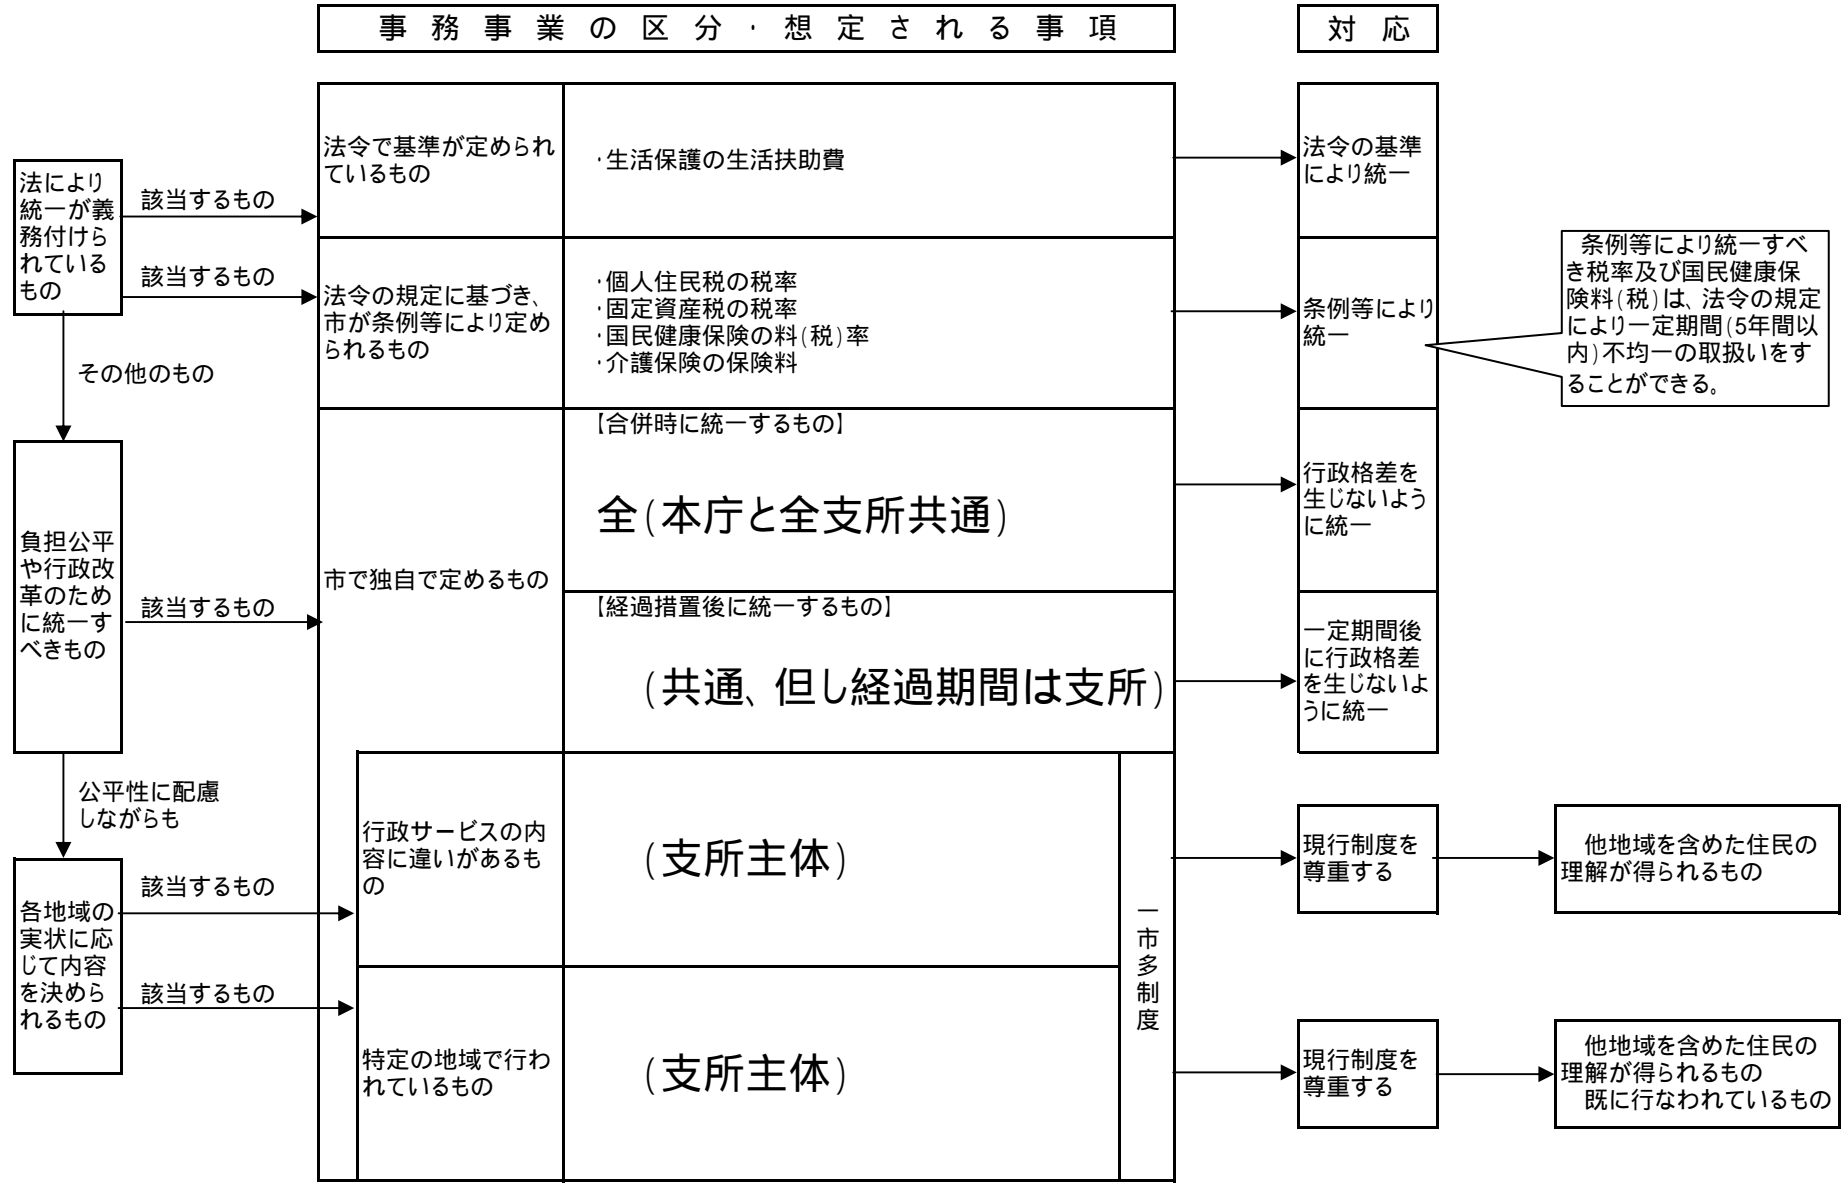 事務事業の区分・想定される事項
対応
法により
統一が義
務付けら
れている
もの
該当するもの
該当するもの
法令で基準が定められ
ているもの
・生活保護の生活扶助費
法令の基準
により統一
法令の規定に基づき、
市が条例等により定め
られるもの
・個人住民税の税率
・固定資産税の税率
・国民健康保険の料(税)率
・介護保険の保険料
条例等により
統一
条例等により統一すべ
き税率及び国民健康保
険料(税)は、法令の規定
により一定期間(5年間以
内)不均一の取扱いをす
ることができる。
その他のもの
負担公平
や行政改
革のため
に統一す
べきもの
該当するもの
市で独自で定めるもの
【合併時に統一するもの】
全(本庁と全支所共通)
行政格差を
生じないよう
に統一
【経過措置後に統一するもの】
(共通、但し経過期間は支所)
一定期間後
に行政格差
を生じないよ
うに統一
公平性に配慮
しながらも
各地域の
実状に応
じて内容
を決めら
れるもの
該当するもの
該当するもの
行政サービスの内
容に違いがあるも
の
(支所主体)
一市多制度
現行制度を
尊重する
他地域を含めた住民の
理解が得られるもの
特定の地域で行わ
れているもの
(支所主体)
現行制度を
尊重する
他地域を含めた住民の
理解が得られるもの
既に行なわれているもの